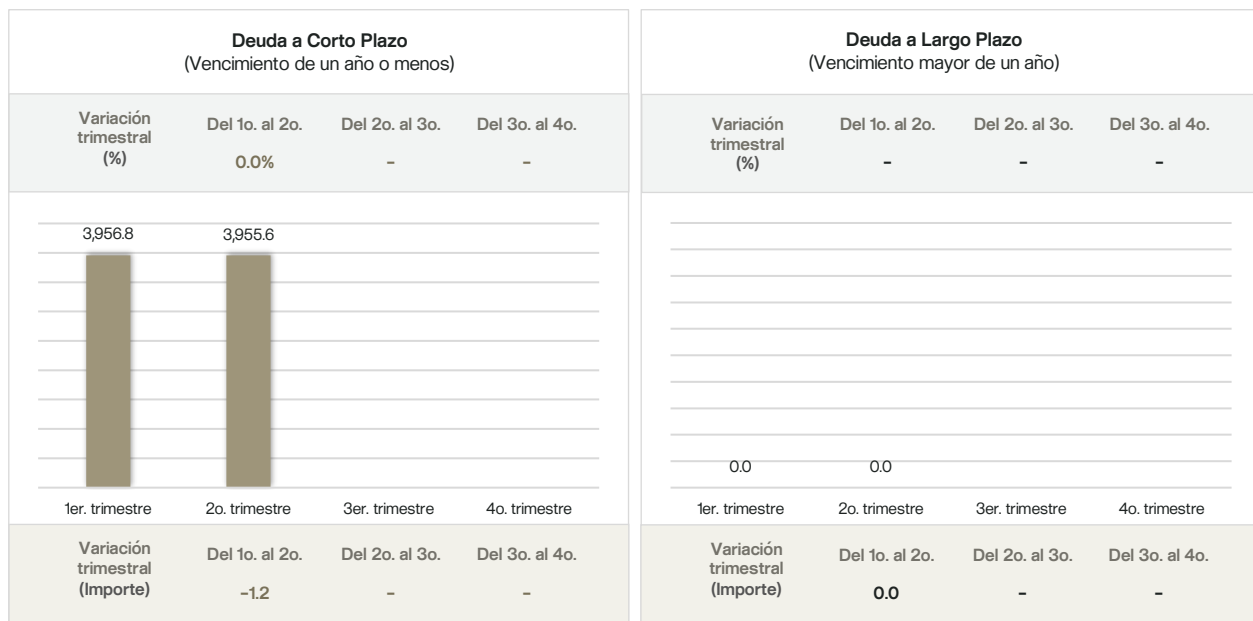 Deuda a Corto Plazo
(Vencimiento de un año o menos)
Variación trimestral (%)
Del 1o. al 2o. Del 2o. al 3o. Del 3o. al 4o.
0.0% – –
3,956.8 3,955.6
1er. trimestre 2o. trimestre 3er. trimestre 4o. trimestre
Variación trimestral (Importe)
Del 1o. al 2o. Del 2o. al 3o. Del 3o. al 4o.
–1.2 – –
Deuda a Largo Plazo
(Vencimiento mayor de un año)
Variación trimestral (%)
Del 1o. al 2o. Del 2o. al 3o. Del 3o. al 4o.
– – –
0.0 0.0
1er. trimestre 2o. trimestre 3er. trimestre 4o. trimestre
Variación trimestral (Importe)
Del 1o. al 2o. Del 2o. al 3o. Del 3o. al 4o.
0.0 – –